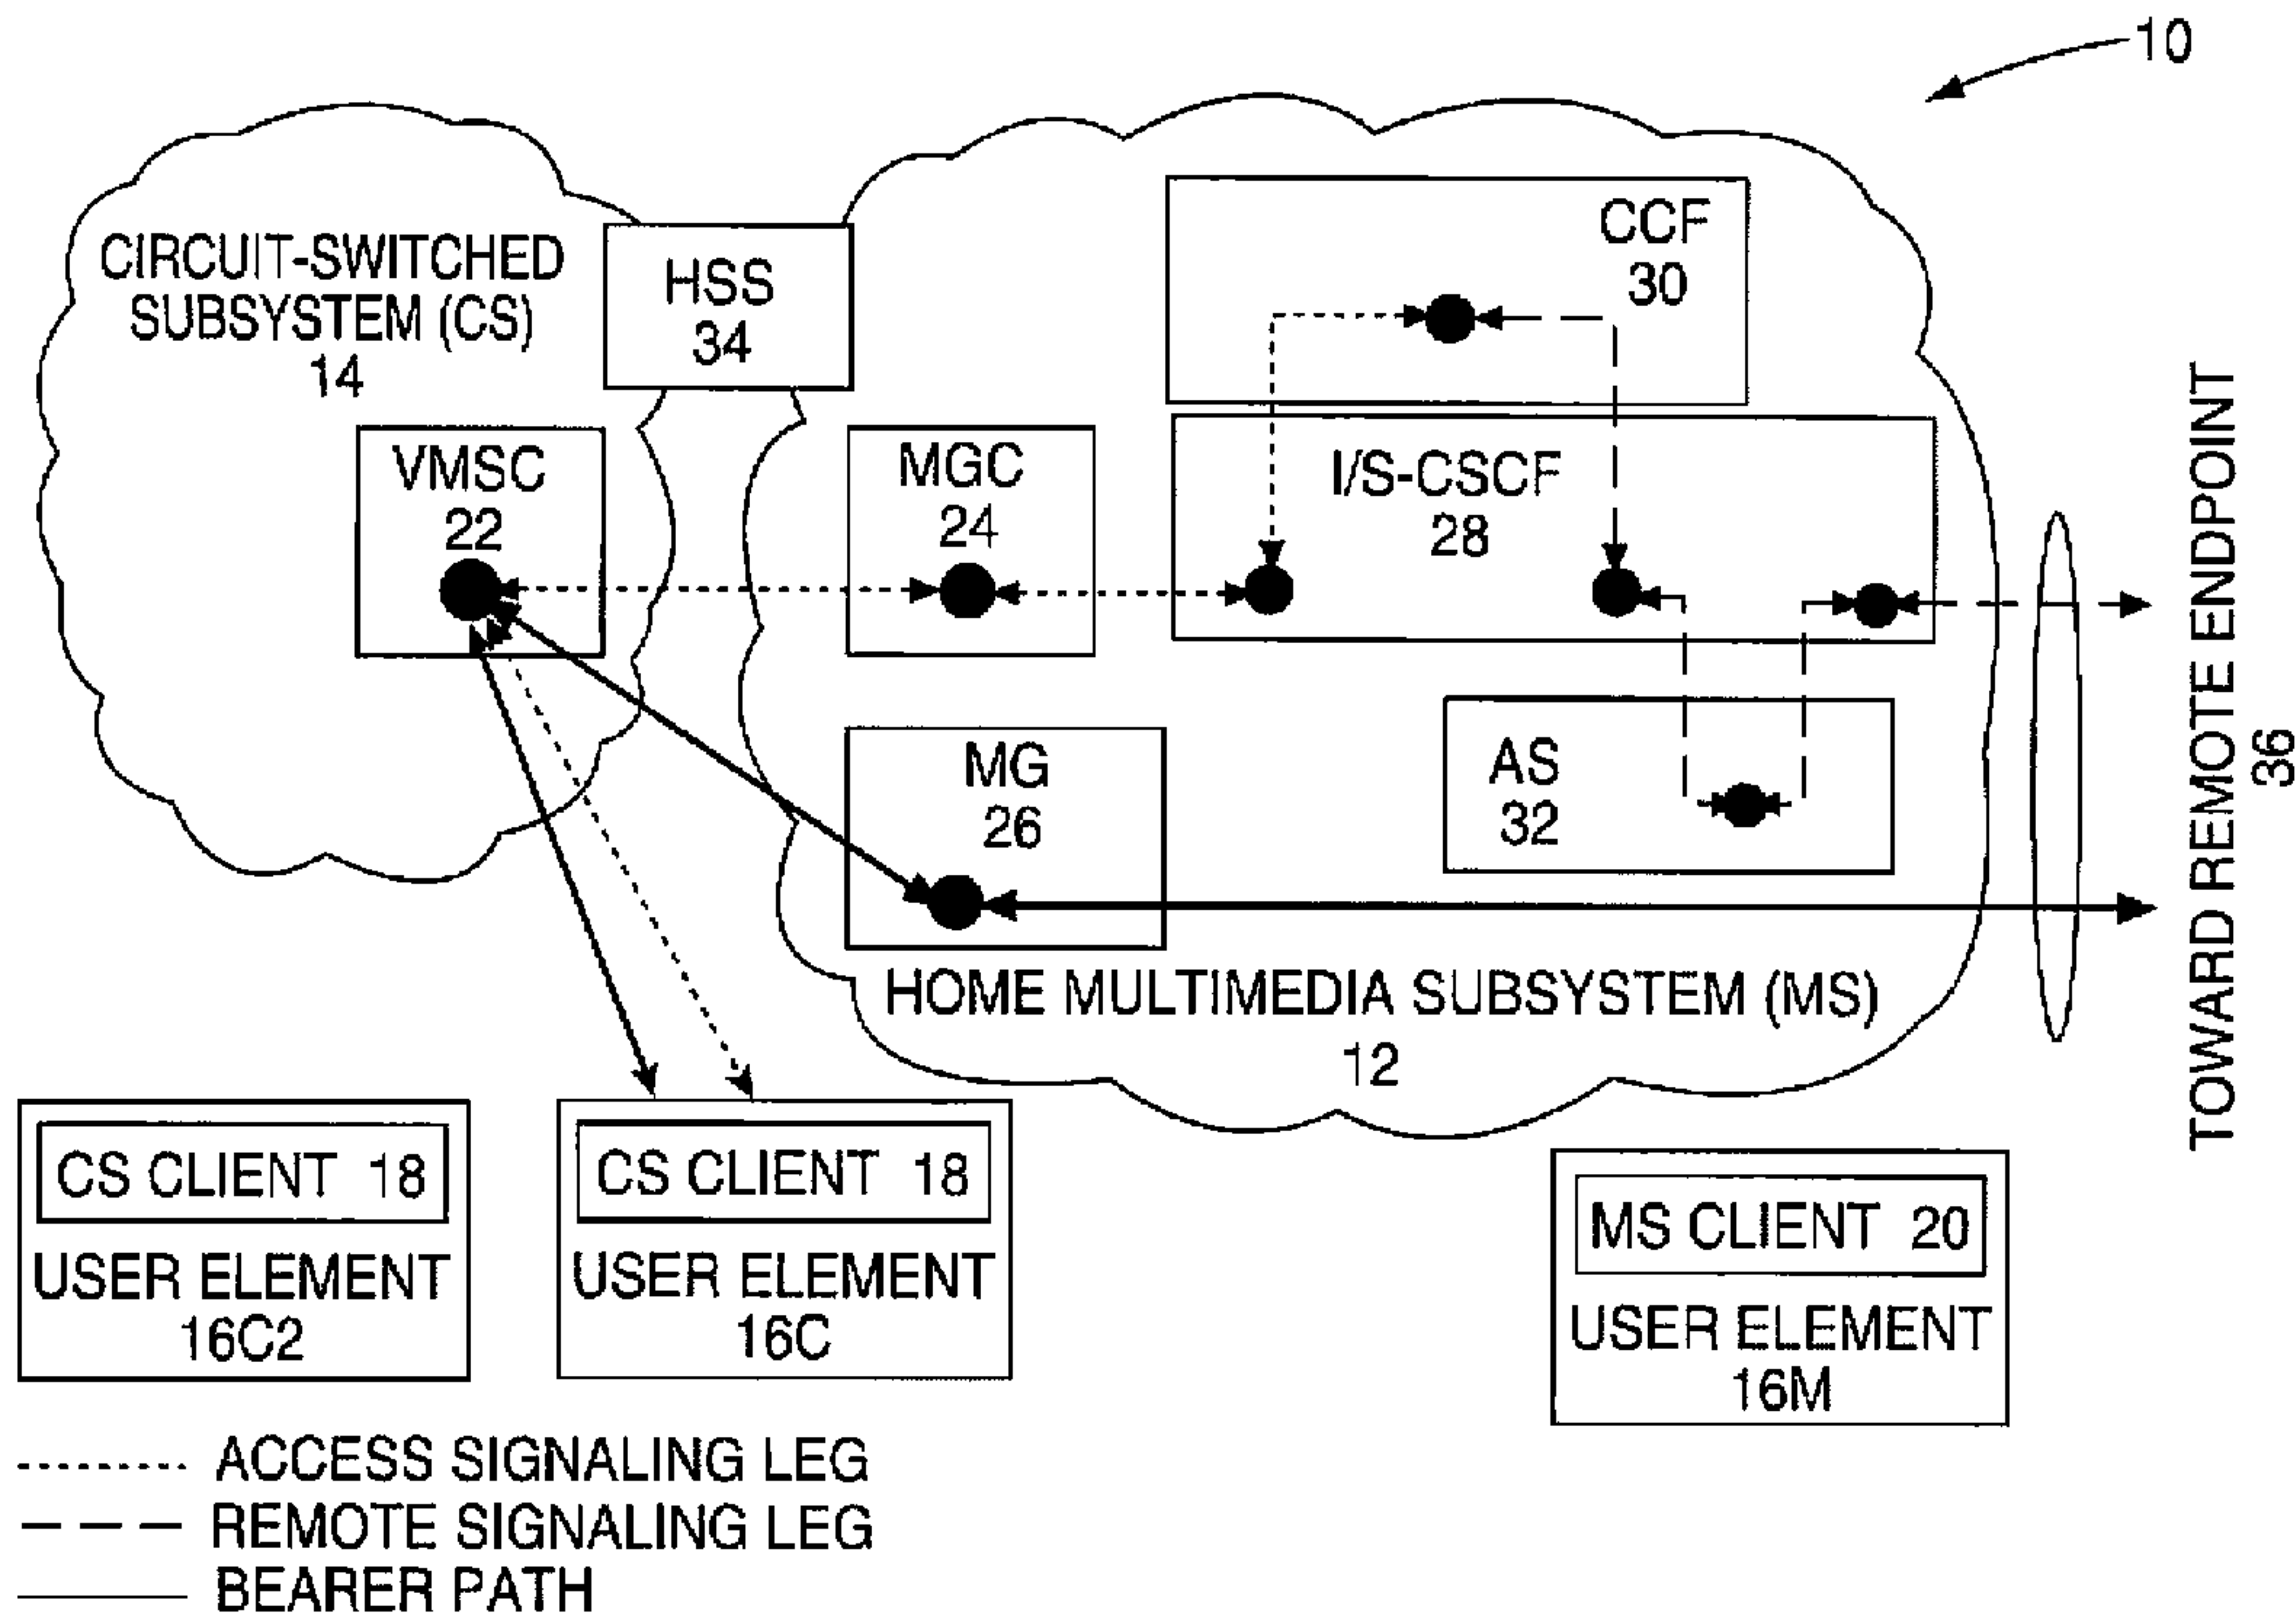 10
CIRCUIT-SWITCHED
SUBSYSTEM (CS)
14
HSS
34
CCF
30
VMSC
22
MGC
24
I/S-CSCF
28
MG
26
AS
32
HOME MULTIMEDIA SUBSYSTEM (MS)
12
TOWARD REMOTE ENDPOINT
36
CS CLIENT 18
USER ELEMENT
16C2
CS CLIENT 18
USER ELEMENT
16C
MS CLIENT 20
USER ELEMENT
16M
ACCESS SIGNALING LEG
REMOTE SIGNALING LEG
BEARER PATH